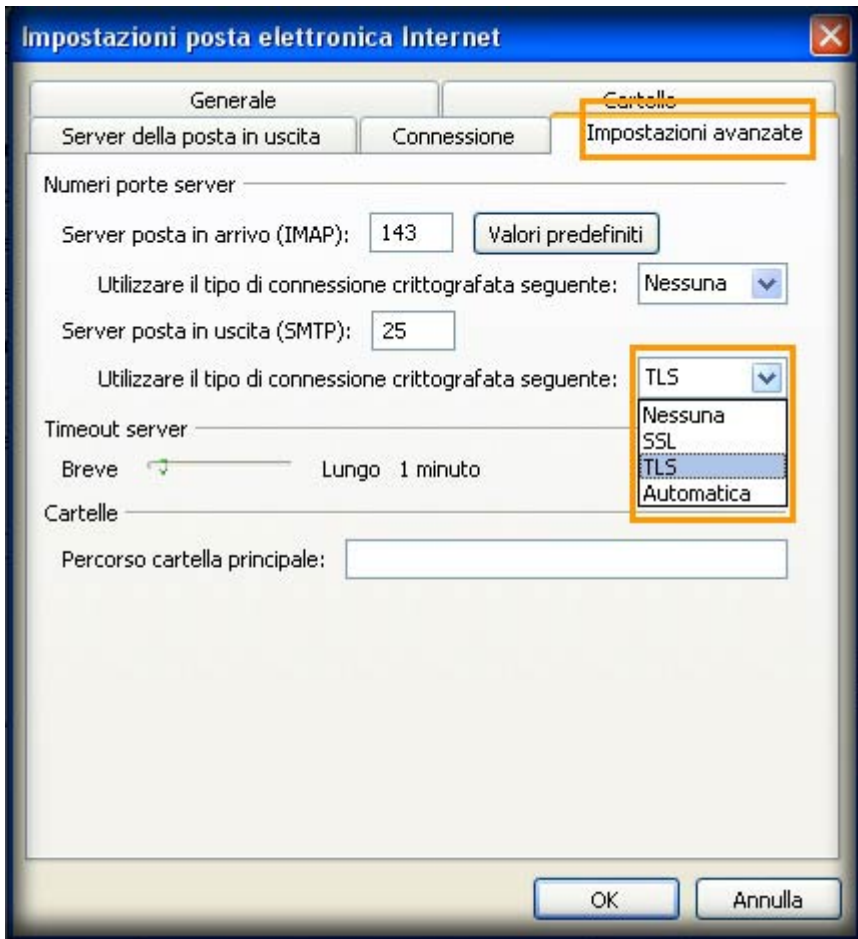 Impostazioni posta elettronica Internet
Generale Cartelle
Server della posta in uscita Connessione Impostazioni avanzate
Numeri porte server
Server posta in arrivo (IMAP): 143 Valori predefiniti
Utilizzare il tipo di connessione crittografata seguente: Nessuna
Server posta in uscita (SMTP): 25
Utilizzare il tipo di connessione crittografata seguente: TLS
Nessuna
SSL
TLS
Automatica
Timeout server
Breve Lungo 1 minuto
Cartelle
Percorso cartella principale:
OK Annulla